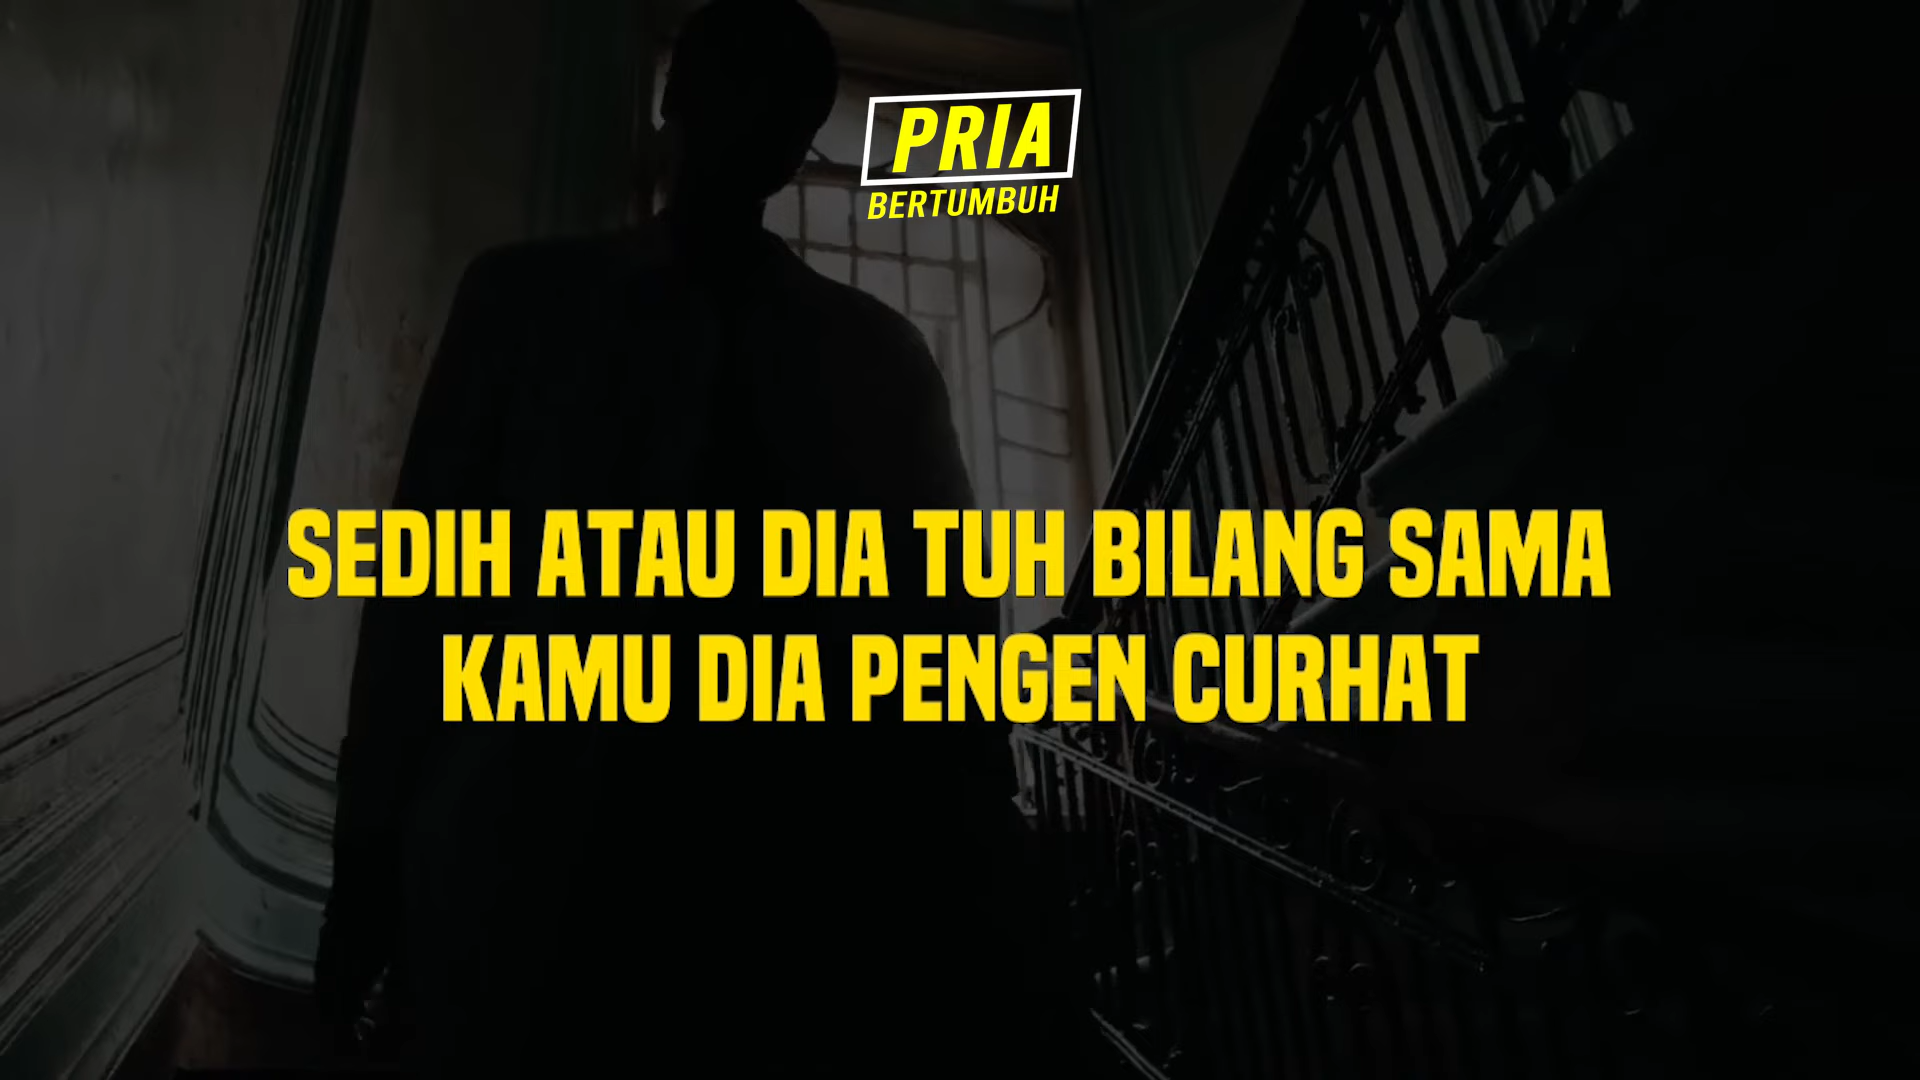 PRIA
BERTUMBUH
SEDIH ATAU DIA TUH BILANG SAMA
KAMU DIA PENGEN CURHAT